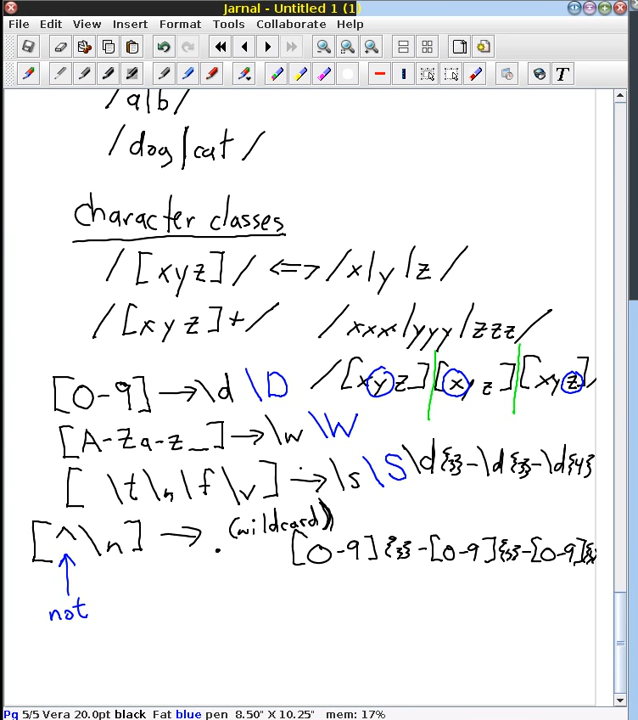 Jarnal - Untitled 1 (1)
File Edit View Insert Format Tools Collaborate Help
T
/a|b/
/dog|cat/
character classes
/[xyz]/ <=> /x|y|z/
/[xyz]+/ /xxx|yyy|zzz/
/[xyz][xyz][xyz]/
[0-9] → \d \D
[A-Za-z_] → \w \W
[ \t\n\f\v] → \s \S
\d{3}-\d{3}-\d{4}
[^\n] → . (wildcard)
[0-9]{3}-[0-9]{3}-[0-9]{
not
Pg 5/5 Vera 20.0pt black Fat blue pen 8.50" X 10.25" mem: 17%